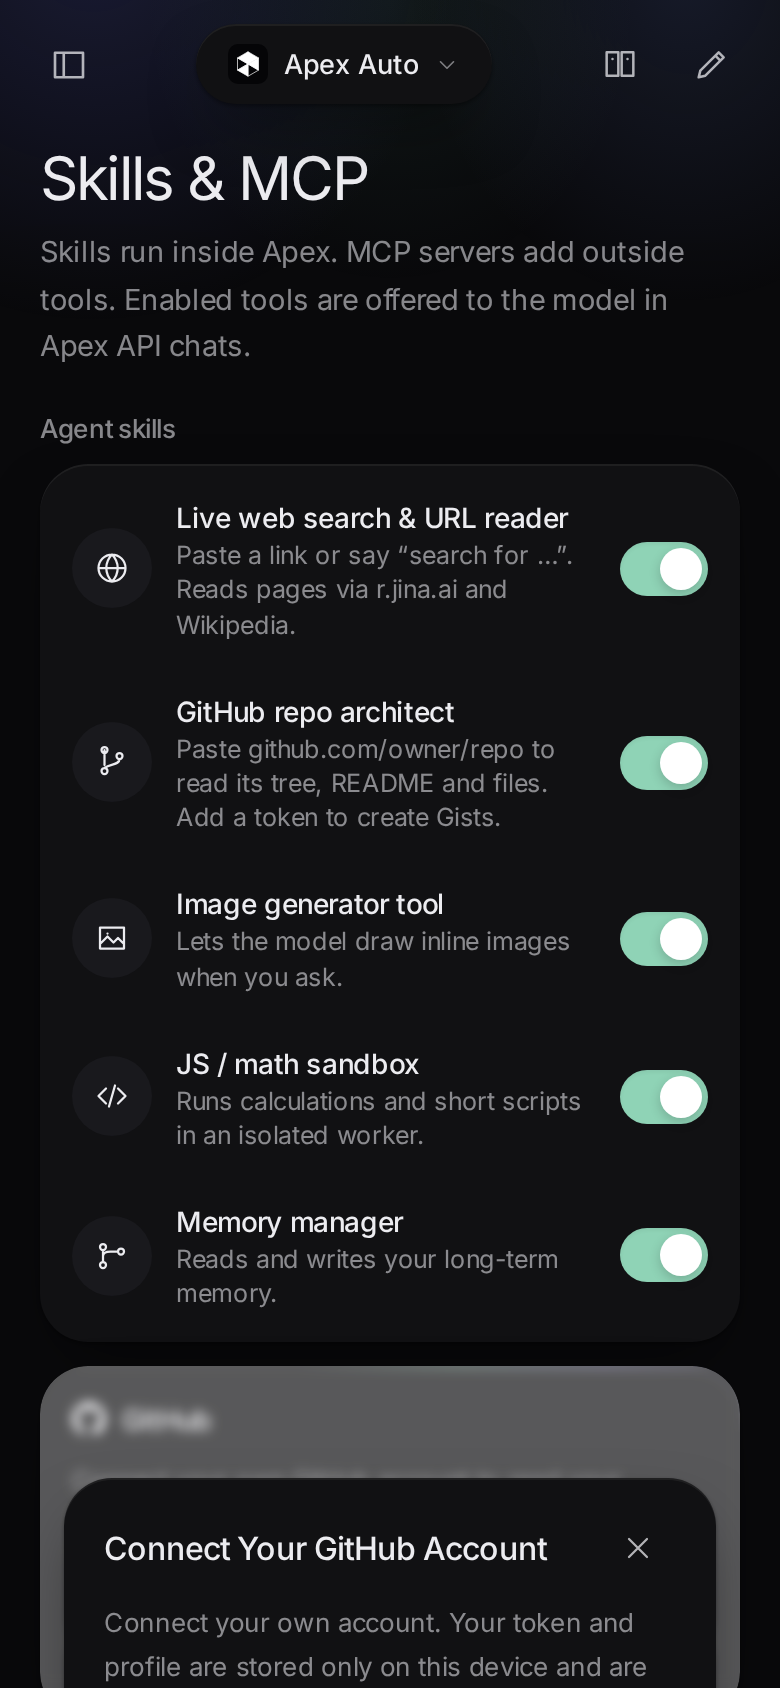 Apex Auto
Skills & MCP
Skills run inside Apex. MCP servers add outside
tools. Enabled tools are offered to the model in
Apex API chats.
Agent skills
Live web search & URL reader
Paste a link or say “search for …”.
Reads pages via r.jina.ai and
Wikipedia.
GitHub repo architect
Paste github.com/owner/repo to
read its tree, README and files.
Add a token to create Gists.
Image generator tool
Lets the model draw inline images
when you ask.
JS / math sandbox
Runs calculations and short scripts
in an isolated worker.
Memory manager
Reads and writes your long-term
memory.
GitHub
Connect Your GitHub Account
Connect your own account. Your token and
profile are stored only on this device and are